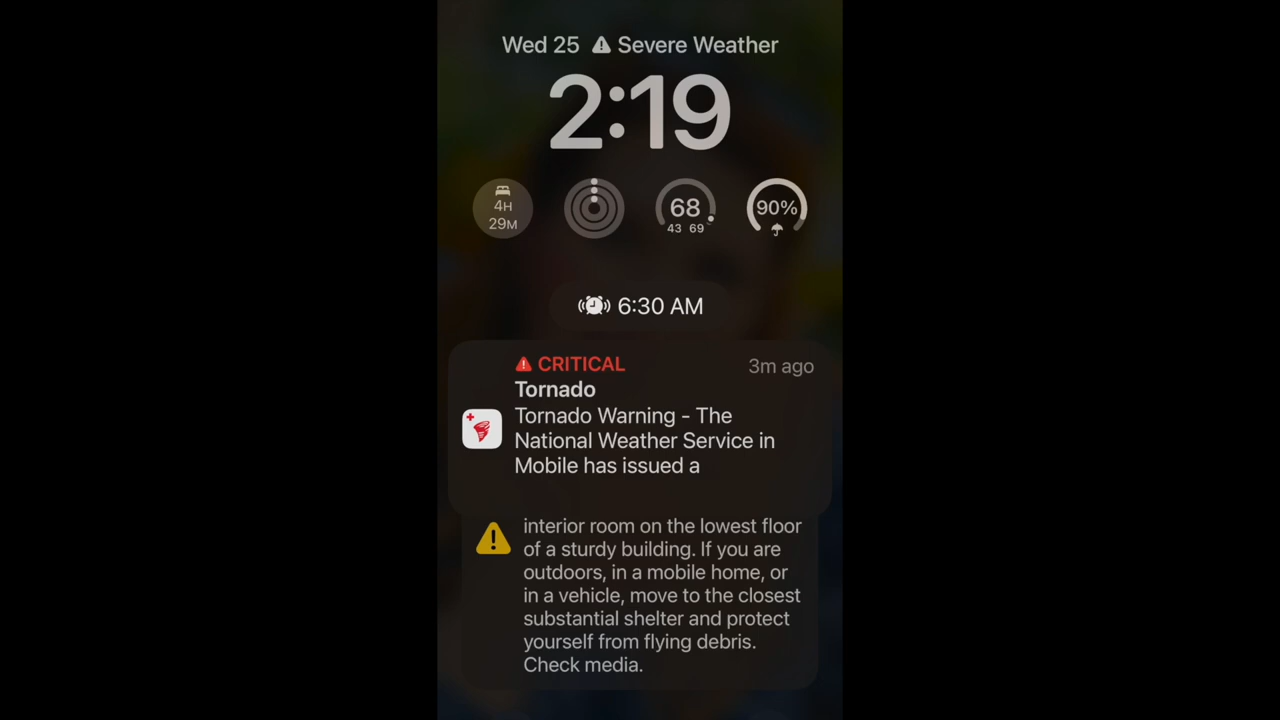 Wed 25 Severe Weather
2:19
4H
29M
68
43 69
90%
6:30 AM
CRITICAL
3m ago
Tornado
Tornado Warning - The
National Weather Service in
Mobile has issued a
interior room on the lowest floor
of a sturdy building. If you are
outdoors, in a mobile home, or
in a vehicle, move to the closest
substantial shelter and protect
yourself from flying debris.
Check media.